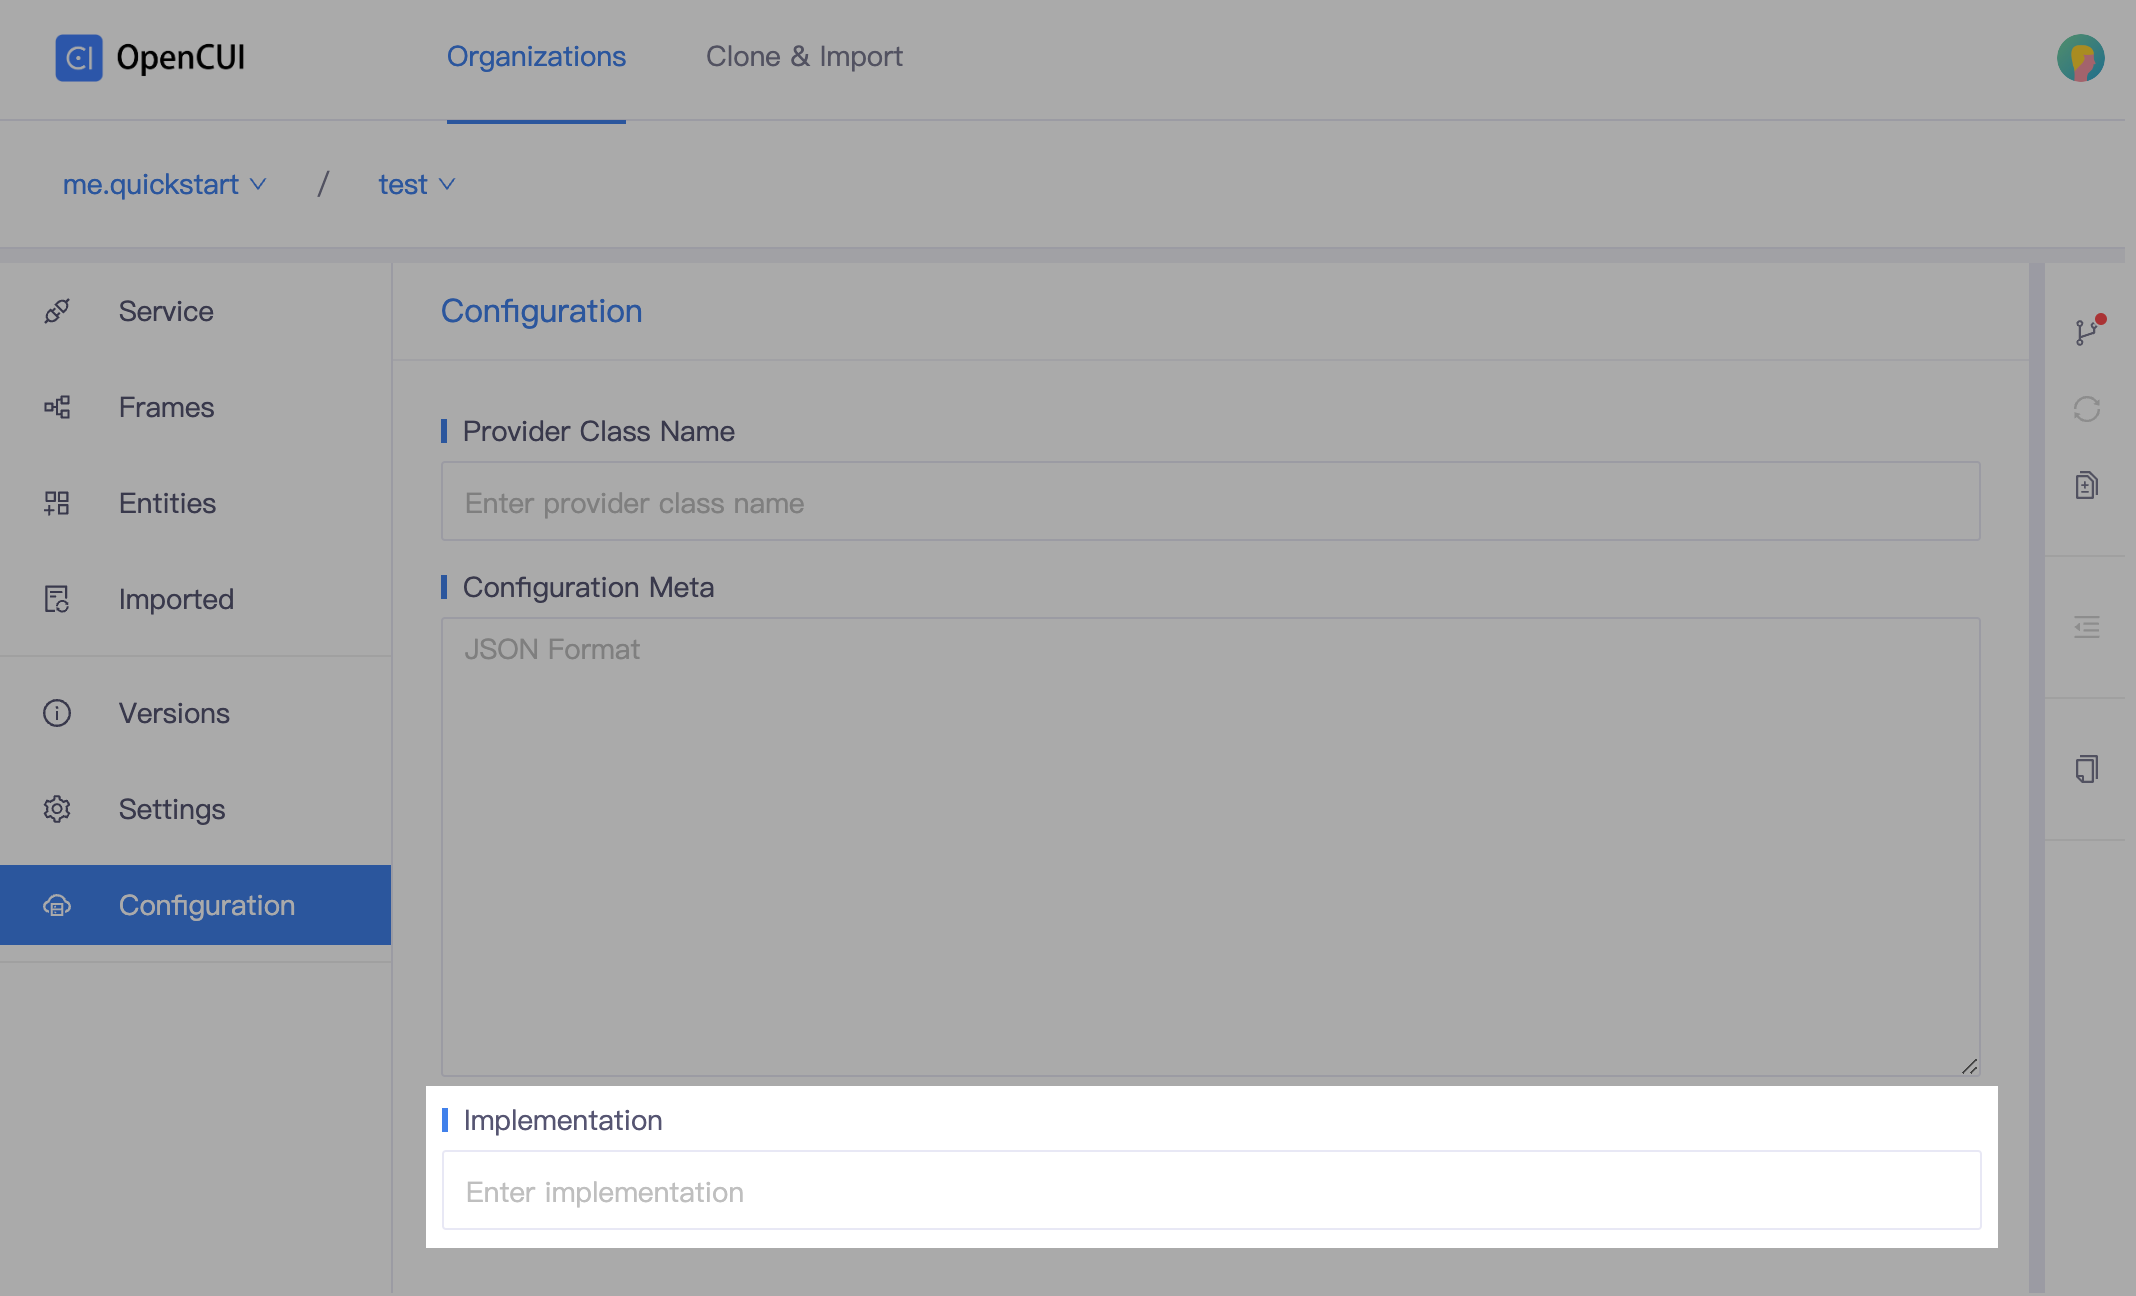 CI OpenCUI
Organizations
Clone & Import
me.quickstart / test
Service
Frames
Entities
Imported
Versions
Settings
Configuration
Configuration
Provider Class Name
Enter provider class name
Configuration Meta
JSON Format
Implementation
Enter implementation